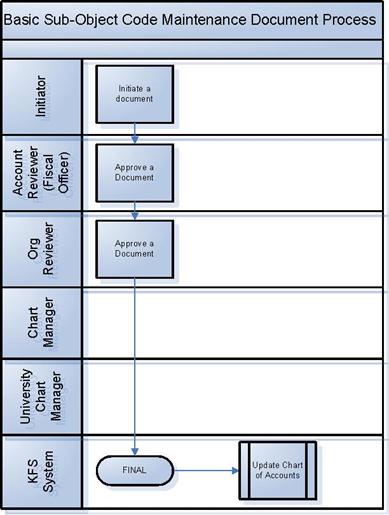 Basic Sub-Object Code Maintenance Document Process
Initiator
Initiate a
document
Account
Reviewer
(Fiscal
Officer)
Approve a
Document
Org
Reviewer
Approve a
Document
Chart
Manager
University
Chart
Manager
KFS
System
FINAL
Update Chart
of Accounts